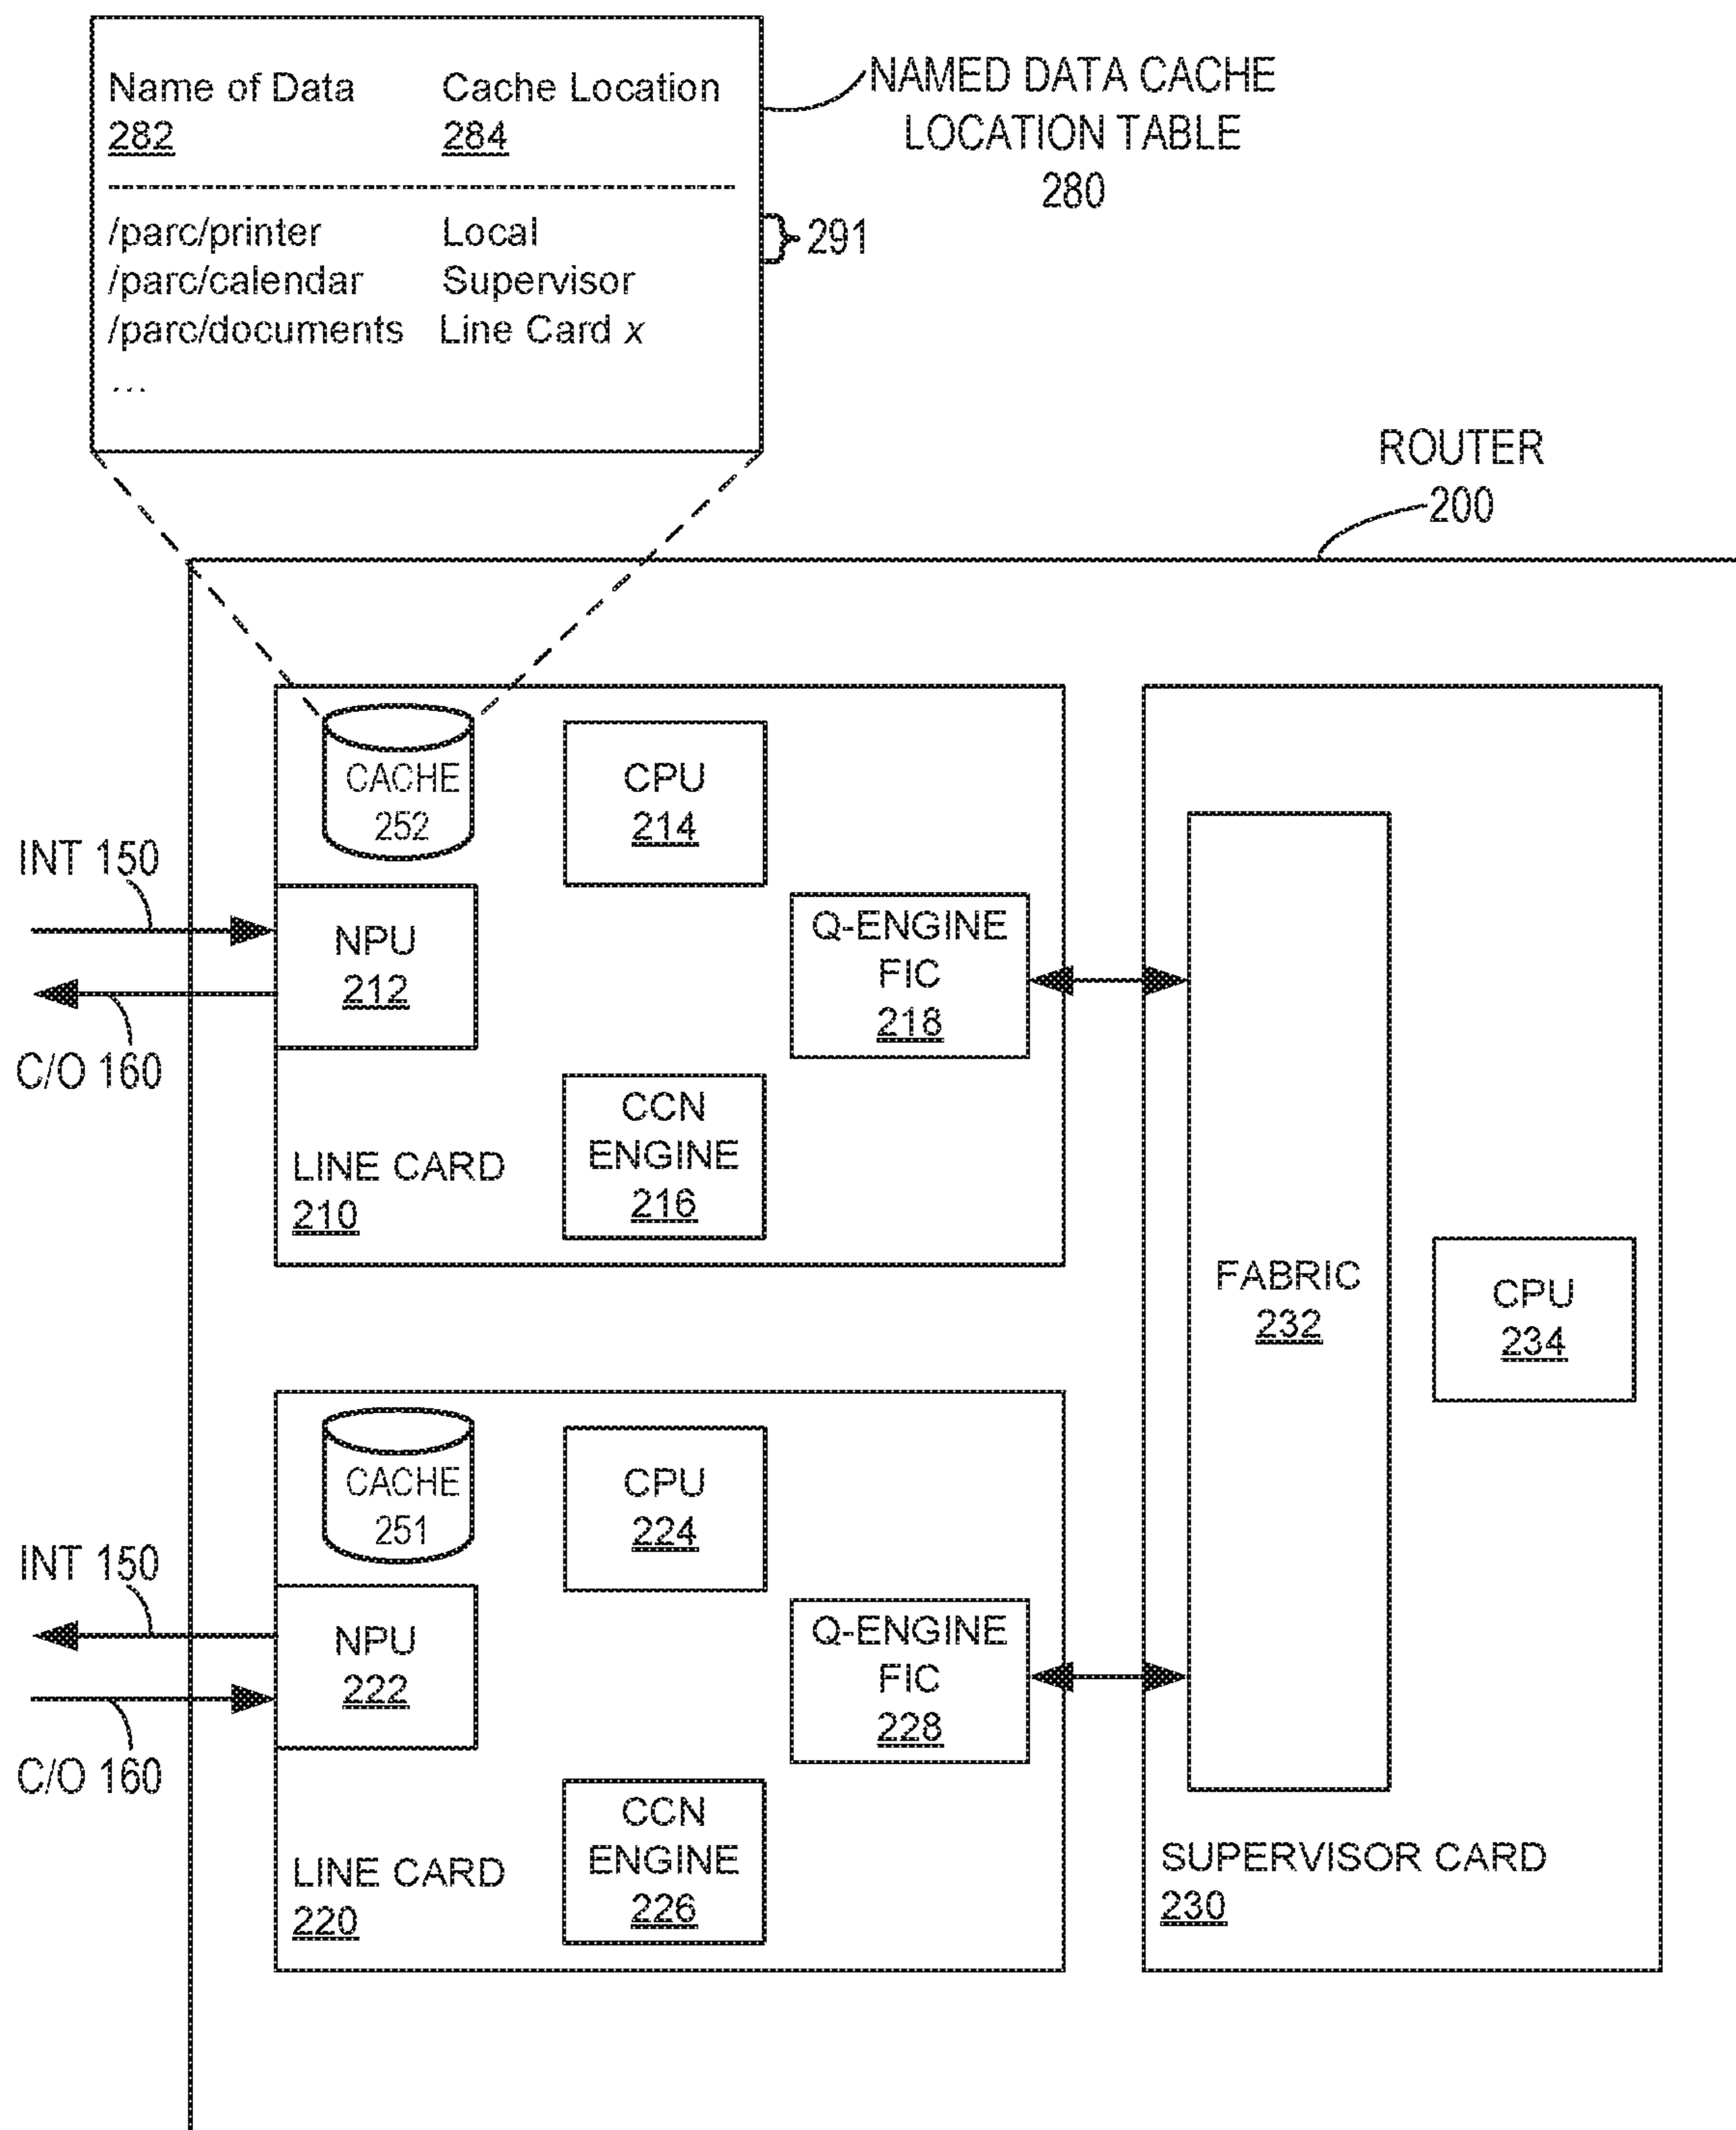 Name of Data Cache Location
282 284
/parc/printer Local
/parc/calendar Supervisor
/parc/documents Line Card x
...
NAMED DATA CACHE
LOCATION TABLE
280
291
ROUTER
200
CACHE
252
CPU
214
INT 150
NPU
212
Q-ENGINE
FIC
218
C/O 160
CCN
ENGINE
216
LINE CARD
210
FABRIC
232
CPU
234
CACHE
251
CPU
224
INT 150
NPU
222
Q-ENGINE
FIC
228
C/O 160
CCN
ENGINE
226
LINE CARD
220
SUPERVISOR CARD
230